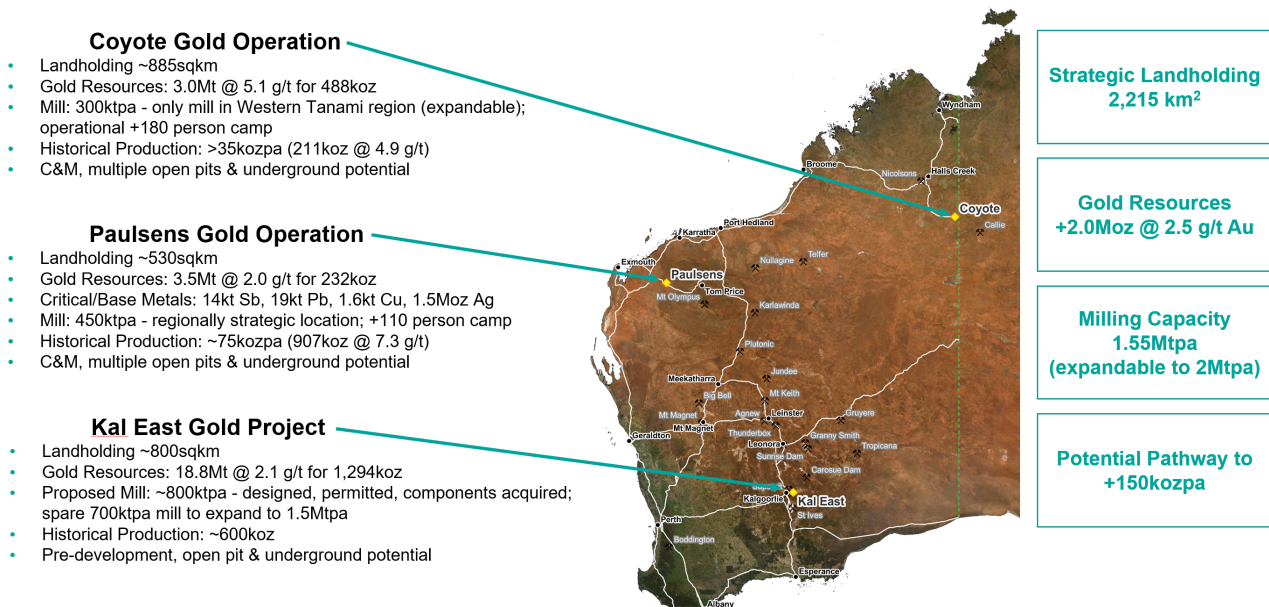 Coyote Gold Operation
• Landholding ~885sqkm
• Gold Resources: 3.0Mt @ 5.1 g/t for 488koz
• Mill: 300ktpa - only mill in Western Tanami region (expandable);
operational +180 person camp
• Historical Production: >35kozpa (211koz @ 4.9 g/t)
• C&M, multiple open pits & underground potential
Paulsens Gold Operation
• Landholding ~530sqkm
• Gold Resources: 3.5Mt @ 2.0 g/t for 232koz
• Critical/Base Metals: 14kt Sb, 19kt Pb, 1.6kt Cu, 1.5Moz Ag
• Mill: 450ktpa - regionally strategic location; +110 person camp
• Historical Production: ~75kozpa (907koz @ 7.3 g/t)
• C&M, multiple open pits & underground potential
Kal East Gold Project
• Landholding ~800sqkm
• Gold Resources: 18.8Mt @ 2.1 g/t for 1,294koz
• Proposed Mill: ~800ktpa - designed, permitted, components acquired;
spare 700ktpa mill to expand to 1.5Mtpa
• Historical Production: ~600koz
• Pre-development, open pit & underground potential
Wyndham
Broome
Nicolsons
Halls Creek
Coyote
Callie
Port Hedland
Karratha
Exmouth
Paulsens
Nullagine
Telfer
Tom Price
Mt Olympus
Karlawinda
Plutonic
Meekatharra
Jundee
Big Bell
Mt Keith
Mt Magnet
Mt Magnet
Agnew
Leinster
Gruyere
Geraldton
Thunderbox
Leonora
Granny Smith
Sunrise Dam
Tropicana
Carosue Dam
Kalgoorlie
Kal East
St Ives
Perth
Boddington
Esperance
Albany
Strategic Landholding
2,215 km²
Gold Resources
+2.0Moz @ 2.5 g/t Au
Milling Capacity
1.55Mtpa
(expandable to 2Mtpa)
Potential Pathway to
+150kozpa